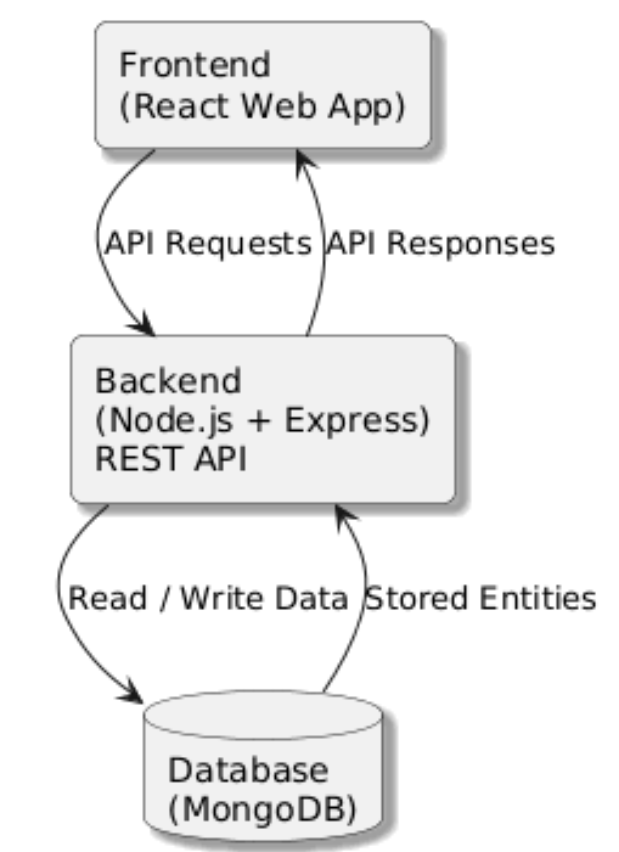 Frontend
(React Web App)
API Requests
API Responses
Backend
(Node.js + Express)
REST API
Read / Write Data
Stored Entities
Database
(MongoDB)